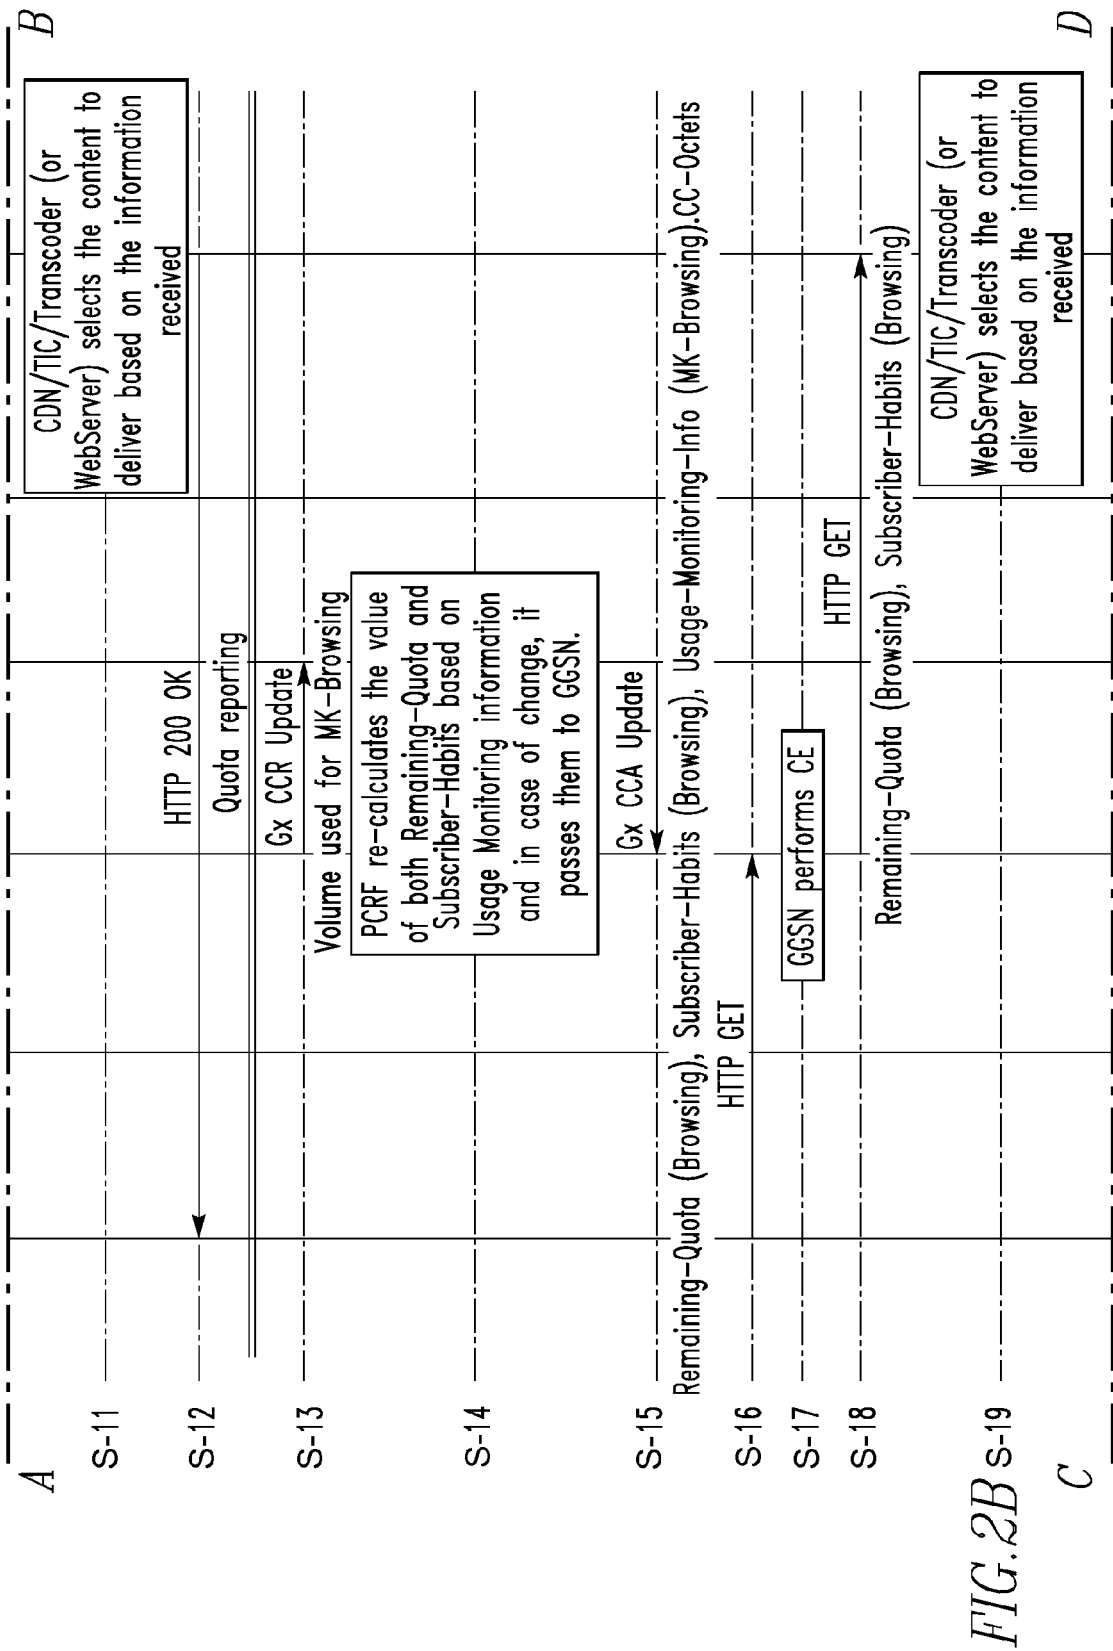 A
B
S-11
CDN/TIC/Transcoder (or
WebServer) selects the content to
deliver based on the information
received
S-12
HTTP 200 OK
Quota reporting
S-13
Gx CCR Update
Volume used for MK-Browsing
S-14
PCRF re-calculates the value
of both Remaining-Quota and
Subscriber-Habits based on
Usage Monitoring information
and in case of change, it
passes them to GGSN.
S-15
Gx CCA Update
Remaining-Quota (Browsing), Subscriber-Habits (Browsing), Usage-Monitoring-Info (MK-Browsing).CC-Octets
S-16
HTTP GET
S-17
GGSN performs CE
S-18
HTTP GET
Remaining-Quota (Browsing), Subscriber-Habits (Browsing)
S-19
CDN/TIC/Transcoder (or
WebServer) selects the content to
deliver based on the information
received
C
D
FIG.2B